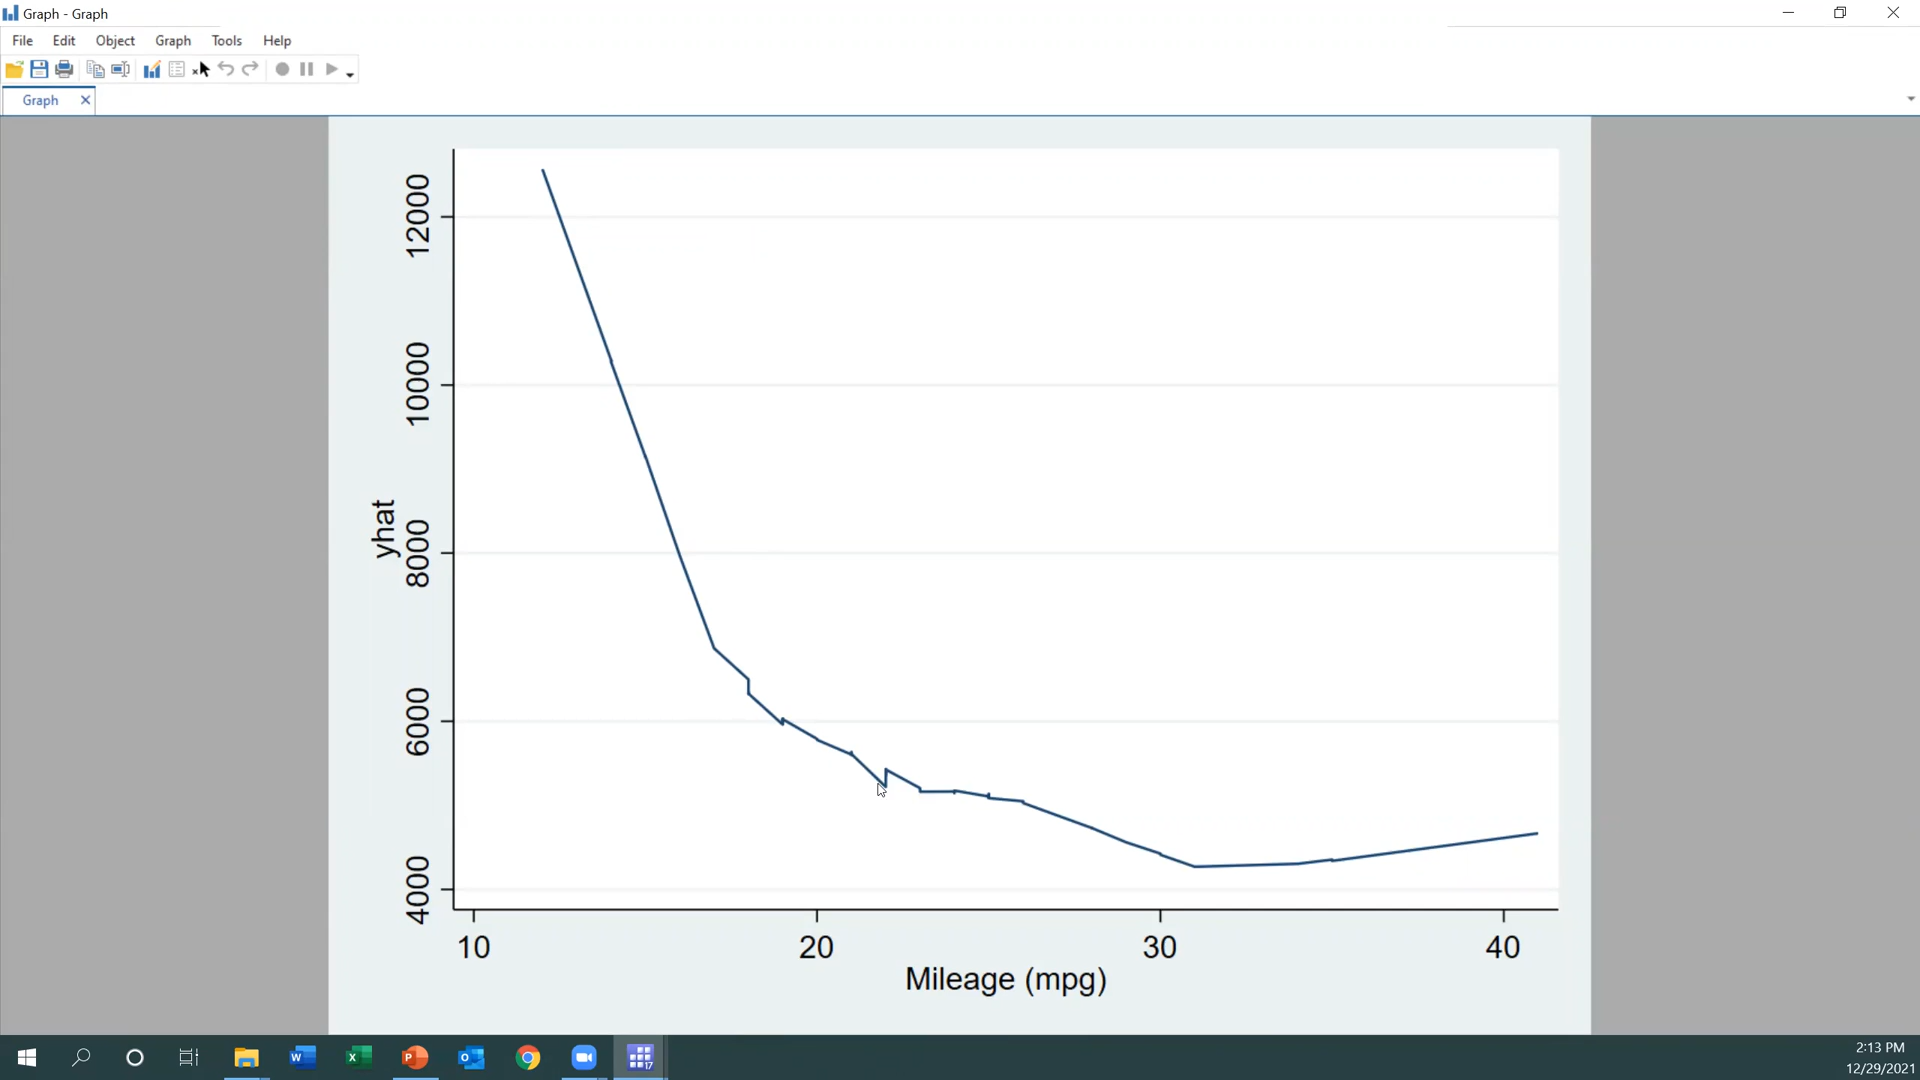 Graph - Graph
File Edit Object Graph Tools Help
Graph
12000
10000
8000
6000
4000
yhat
10 20 30 40
Mileage (mpg)
W X P 17
2:13 PM
12/29/2021